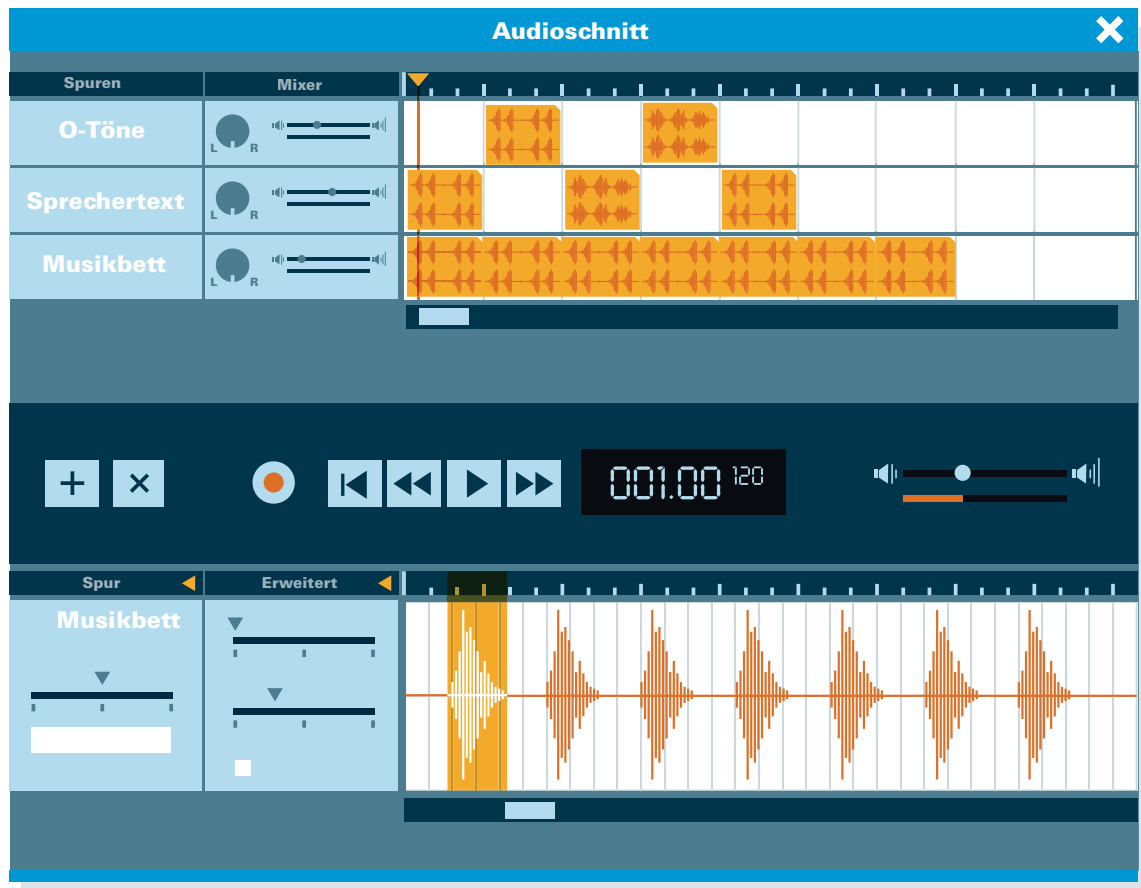 Audioschnitt
Spuren
Mixer
O-Töne
L R
Sprechertext
L R
Musikbett
L R
001.00 120
Spur
Erweitert
Musikbett